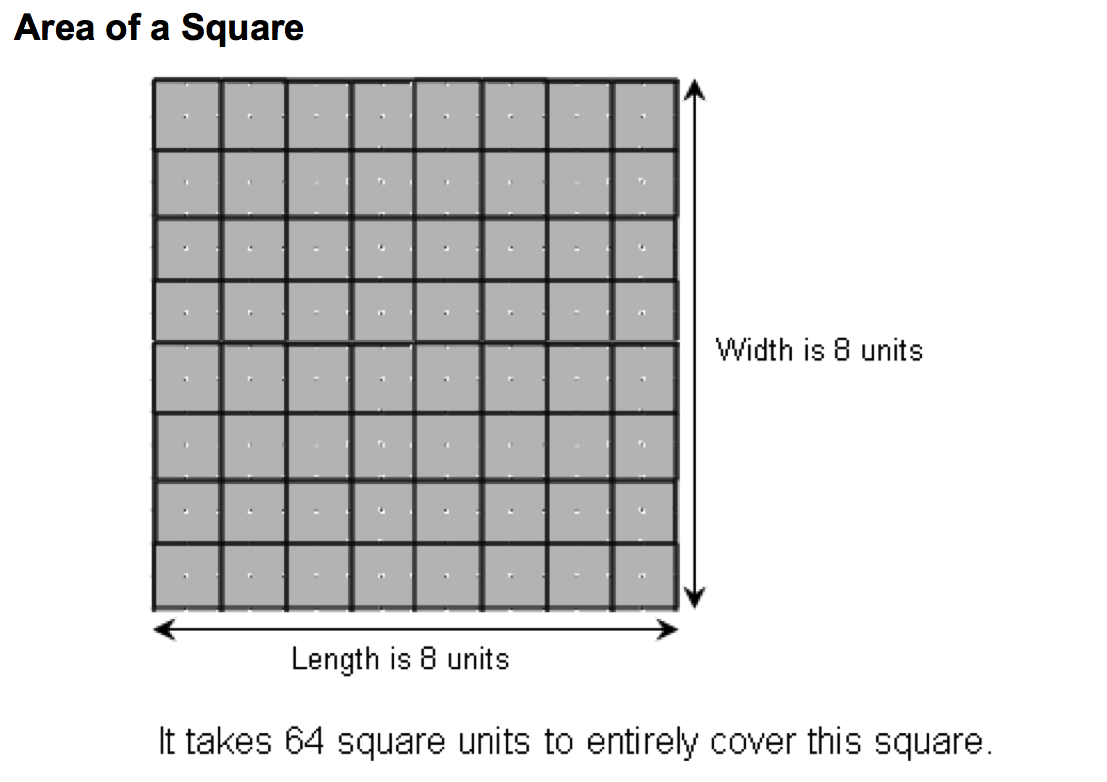 Area of a Square
Width is 8 units
Length is 8 units
It takes 64 square units to entirely cover this square.